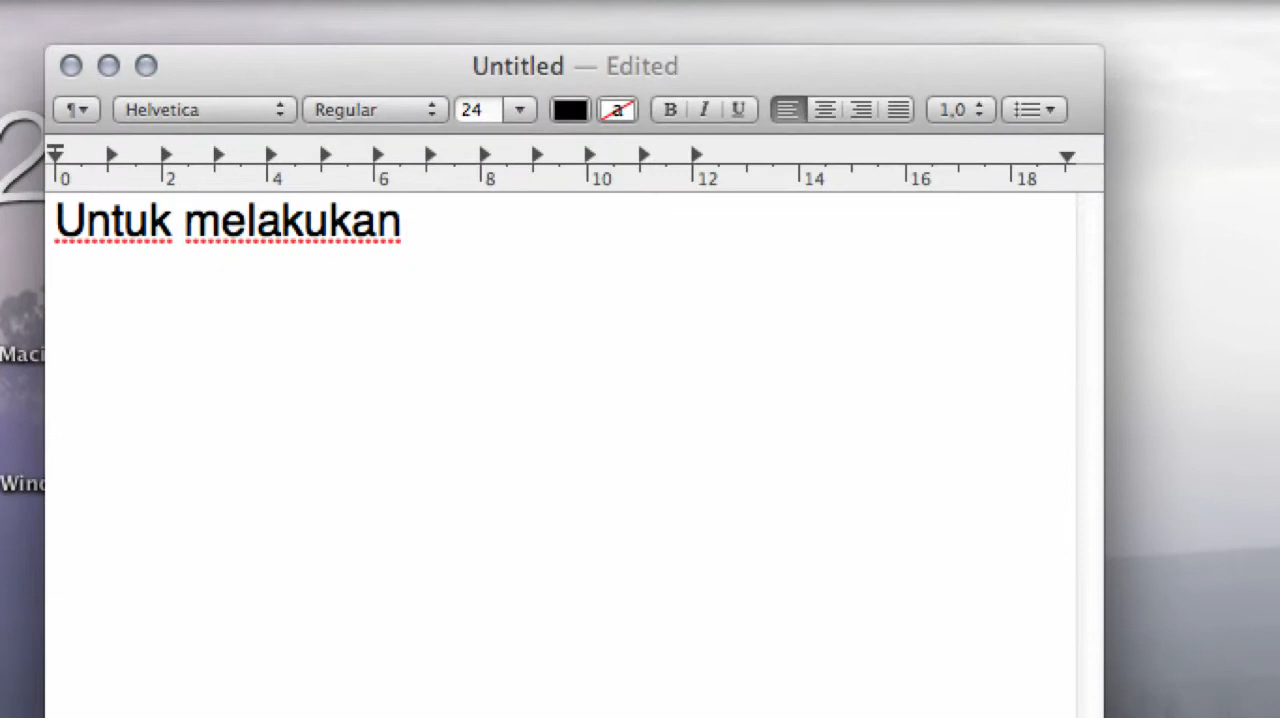 Untitled — Edited
¶ Helvetica Regular 24 a B I U 1,0
0 2 4 6 8 10 12 14 16 18
Untuk melakukan
2
Maci
Wind